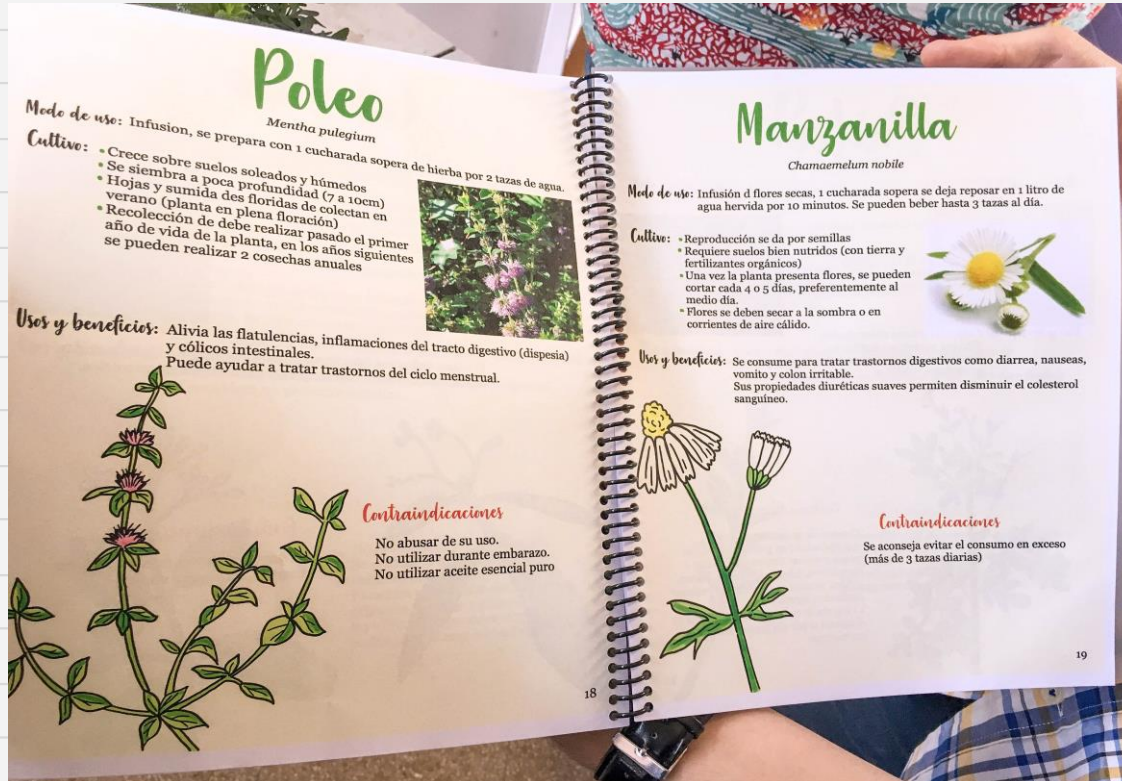 Poleo
Mentha pulegium
Modo de uso: Infusion, se prepara con 1 cucharada sopera de hierba por 2 tazas de agua.
Cultivo: • Crece sobre suelos soleados y húmedos
• Se siembra a poca profundidad (7 a 10cm)
• Hojas y sumida des floridas de colectan en
verano (planta en plena floración)
• Recolección de debe realizar pasado el primer
año de vida de la planta, en los años siguientes
se pueden realizar 2 cosechas anuales
Usos y beneficios: Alivia las flatulencias, inflamaciones del tracto digestivo (dispesia)
y cólicos intestinales.
Puede ayudar a tratar trastornos del ciclo menstrual.
Contraindicaciones
No abusar de su uso.
No utilizar durante embarazo.
No utilizar aceite esencial puro
18
Manzanilla
Chamaemelum nobile
Modo de uso: Infusión d flores secas, 1 cucharada sopera se deja reposar en 1 litro de
agua hervida por 10 minutos. Se pueden beber hasta 3 tazas al día.
Cultivo: • Reproducción se da por semillas
• Requiere suelos bien nutridos (con tierra y
fertilizantes orgánicos)
• Una vez la planta presenta flores, se pueden
cortar cada 4 o 5 días, preferentemente al
medio día.
• Flores se deben secar a la sombra o en
corrientes de aire cálido.
Usos y beneficios: Se consume para tratar trastornos digestivos como diarrea, nauseas,
vomito y colon irritable.
Sus propiedades diuréticas suaves permiten disminuir el colesterol
sanguíneo.
Contraindicaciones
Se aconseja evitar el consumo en exceso
(más de 3 tazas diarias)
19